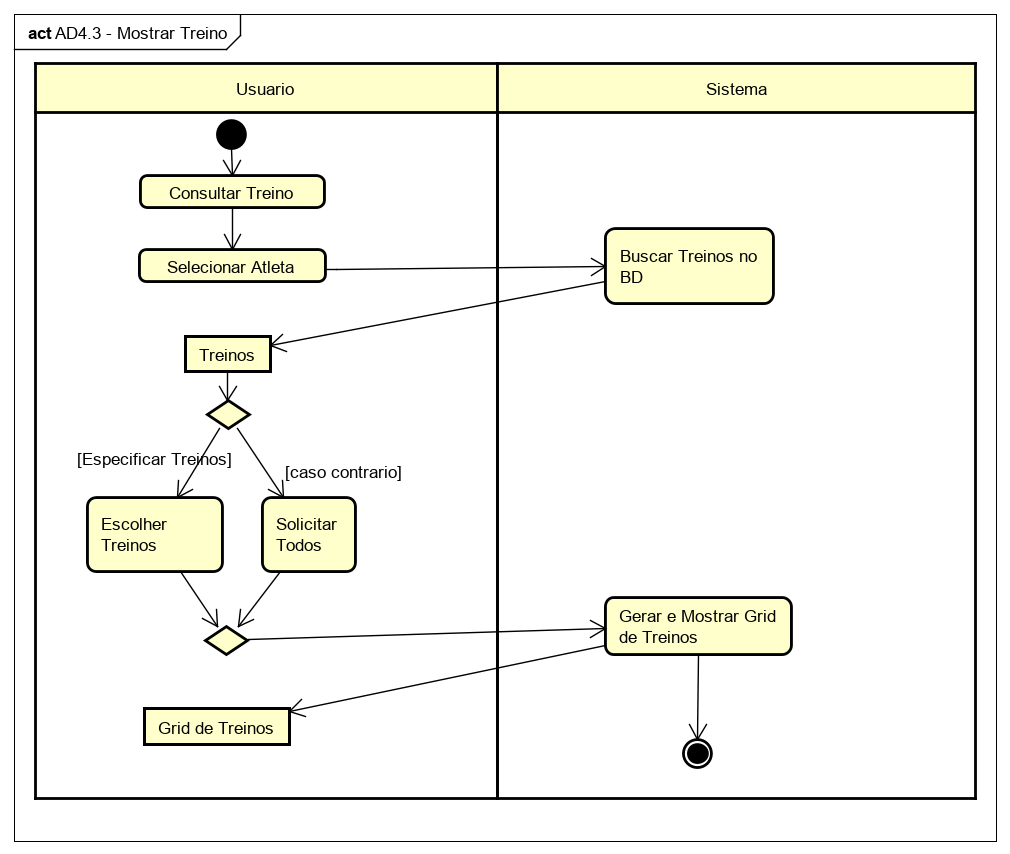 act AD4.3 - Mostrar Treino
Usuario
Sistema
Consultar Treino
Selecionar Atleta
Buscar Treinos no
BD
Treinos
[Especificar Treinos]
[caso contrario]
Escolher
Treinos
Solicitar
Todos
Gerar e Mostrar Grid
de Treinos
Grid de Treinos